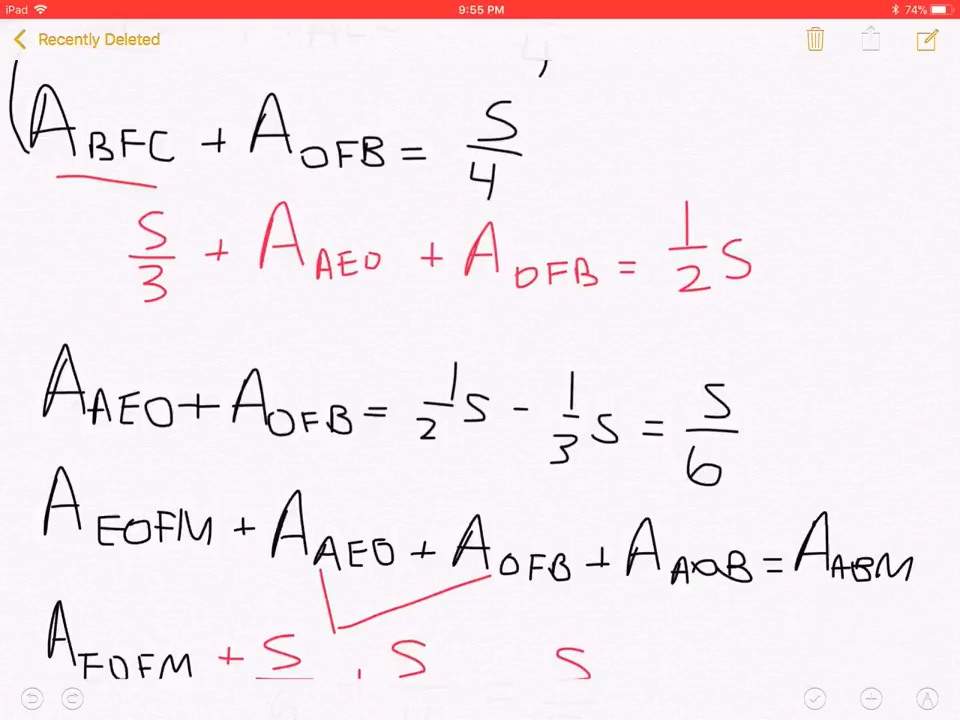 iPad 9:55 PM 74%
Recently Deleted
(A_BFC + A_OFB = S/4
S/3 + A_AEO + A_OFB = 1/2 S
A_AEO + A_OFB = 1/2 S - 1/3 S = S/6
A_EOFM + A_AEO + A_OFB + A_AOB = A_ABM
A_EOFM + S S S